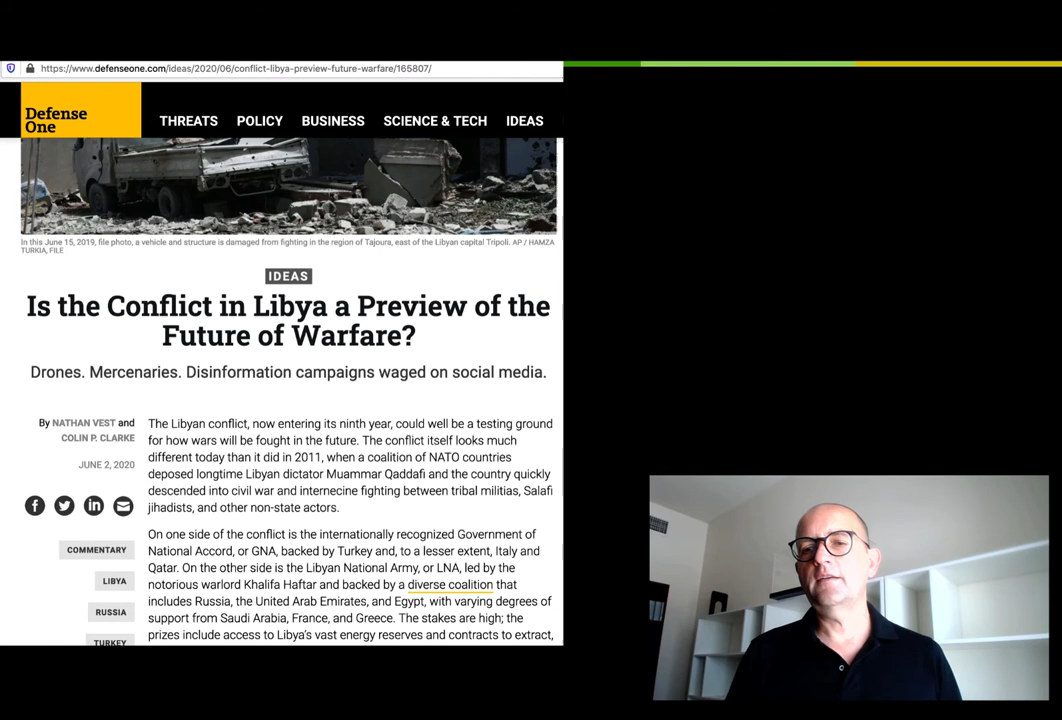 https://www.defenseone.com/ideas/2020/06/conflict-libya-preview-future-warfare/165807/
Defense
One
THREATS POLICY BUSINESS SCIENCE & TECH IDEAS
In this June 15, 2019, file photo, a vehicle and structure is damaged from fighting in the region of Tajoura, east of the Libyan capital Tripoli. AP / HAMZA
TURKIA, FILE
IDEAS
Is the Conflict in Libya a Preview of the
Future of Warfare?
Drones. Mercenaries. Disinformation campaigns waged on social media.
By NATHAN VEST and
COLIN P. CLARKE
JUNE 2, 2020
COMMENTARY
LIBYA
RUSSIA
TURKEY
The Libyan conflict, now entering its ninth year, could well be a testing ground
for how wars will be fought in the future. The conflict itself looks much
different today than it did in 2011, when a coalition of NATO countries
deposed longtime Libyan dictator Muammar Qaddafi and the country quickly
descended into civil war and internecine fighting between tribal militias, Salafi
jihadists, and other non-state actors.
On one side of the conflict is the internationally recognized Government of
National Accord, or GNA, backed by Turkey and, to a lesser extent, Italy and
Qatar. On the other side is the Libyan National Army, or LNA, led by the
notorious warlord Khalifa Haftar and backed by a diverse coalition that
includes Russia, the United Arab Emirates, and Egypt, with varying degrees of
support from Saudi Arabia, France, and Greece. The stakes are high; the
prizes include access to Libya's vast energy reserves and contracts to extract,